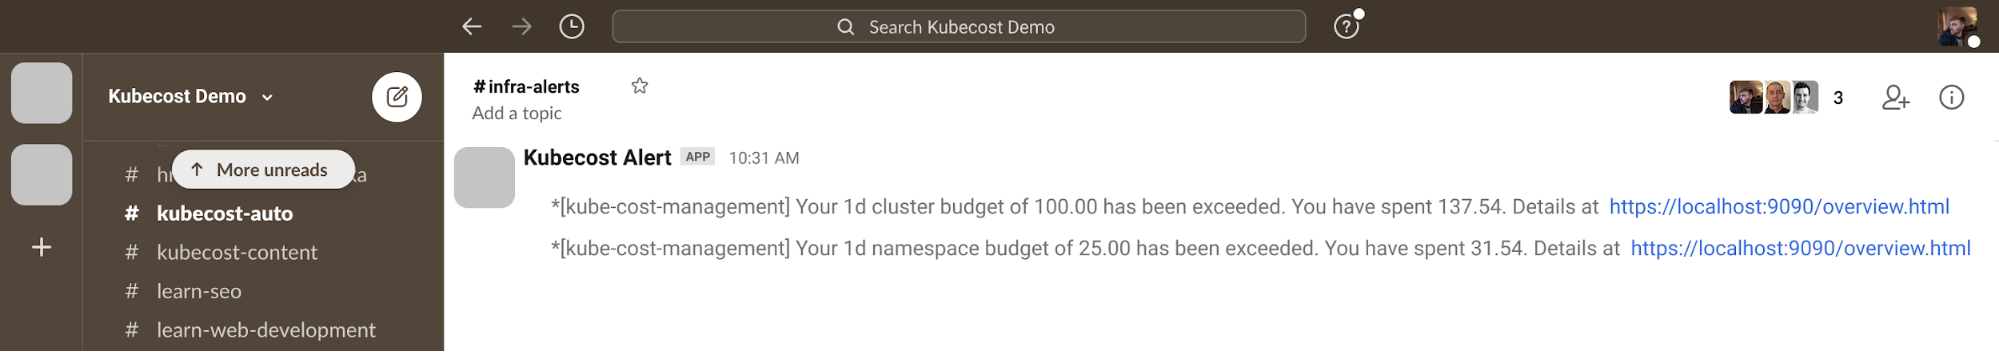 Search Kubecost Demo
?
Kubecost Demo
More unreads
#
kubecost-auto
# kubecost-content
# learn-seo
# learn-web-development
#infra-alerts
Add a topic
3
Kubecost Alert APP 10:31 AM
*[kube-cost-management] Your 1d cluster budget of 100.00 has been exceeded. You have spent 137.54. Details at https://localhost:9090/overview.html
*[kube-cost-management] Your 1d namespace budget of 25.00 has been exceeded. You have spent 31.54. Details at https://localhost:9090/overview.html